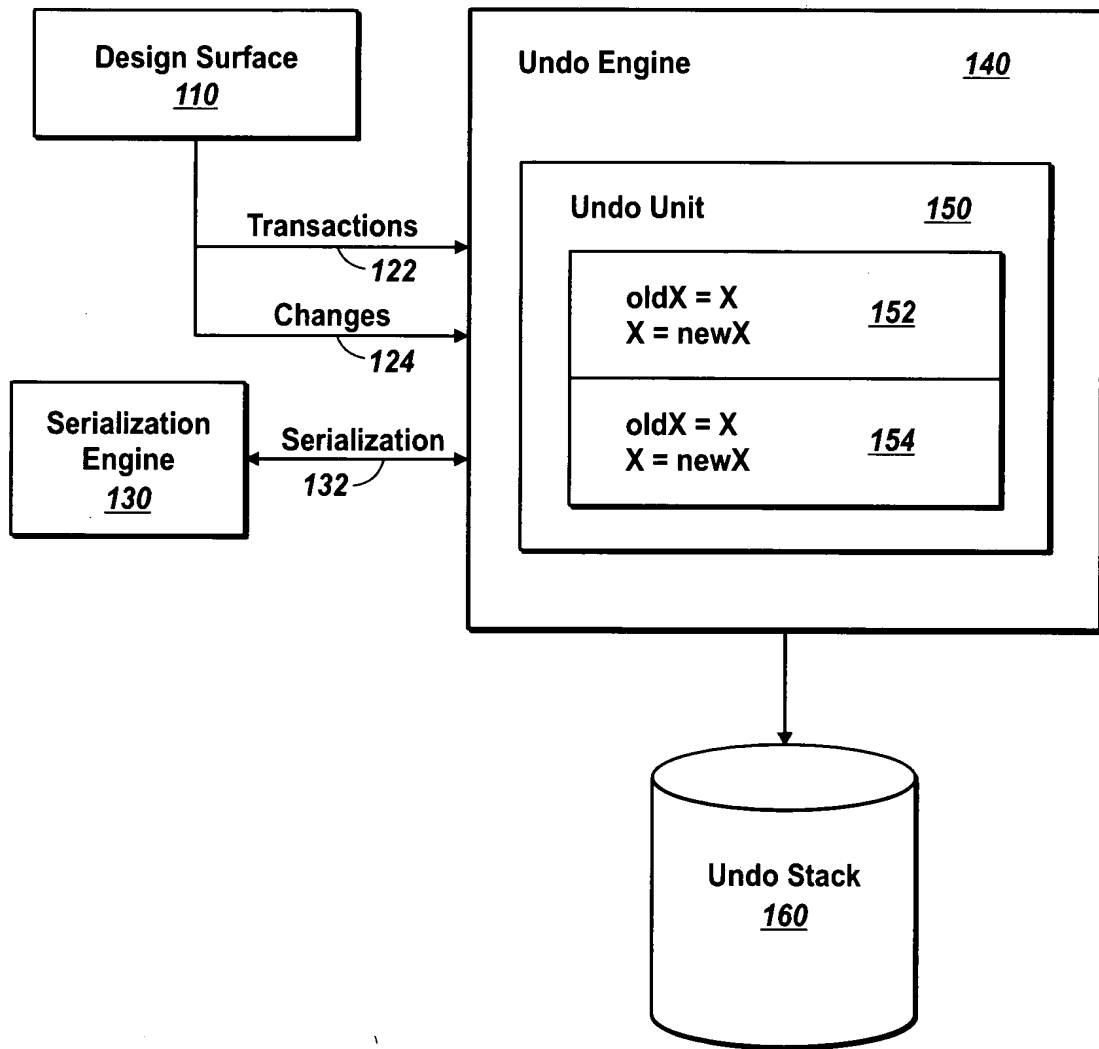 Design Surface
110
Undo Engine 140
Undo Unit 150
Transactions
122
oldX = X
X = newX
152
Changes
124
Serialization
Engine
130
Serialization
132
oldX = X
X = newX
154
Undo Stack
160